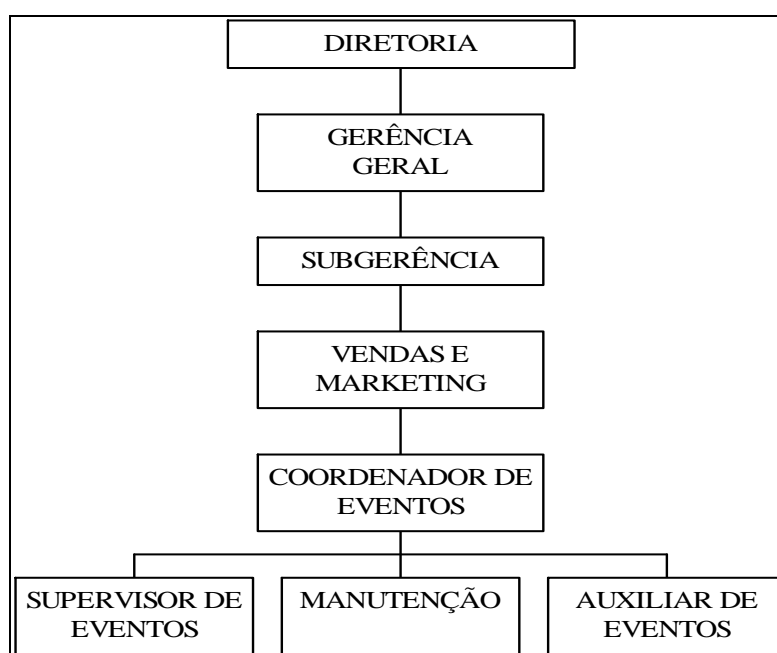 DIRETORIA
GERÊNCIA
GERAL
SUBGERÊNCIA
VENDAS E
MARKETING
COORDENADOR DE
EVENTOS
SUPERVISOR DE
EVENTOS
MANUTENÇÃO
AUXILIAR DE
EVENTOS